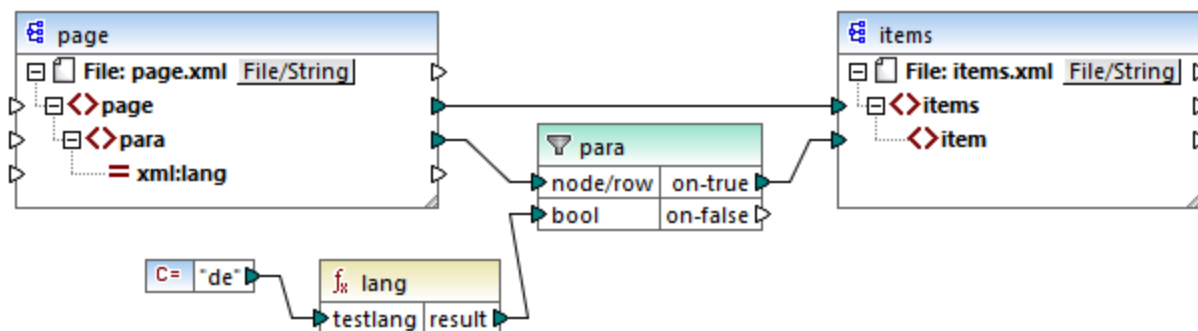 page
File: page.xml File/String
page
para
xml:lang
para
node/row on-true
bool on-false
C= "de"
fx lang
testlang result
items
File: items.xml File/String
items
item